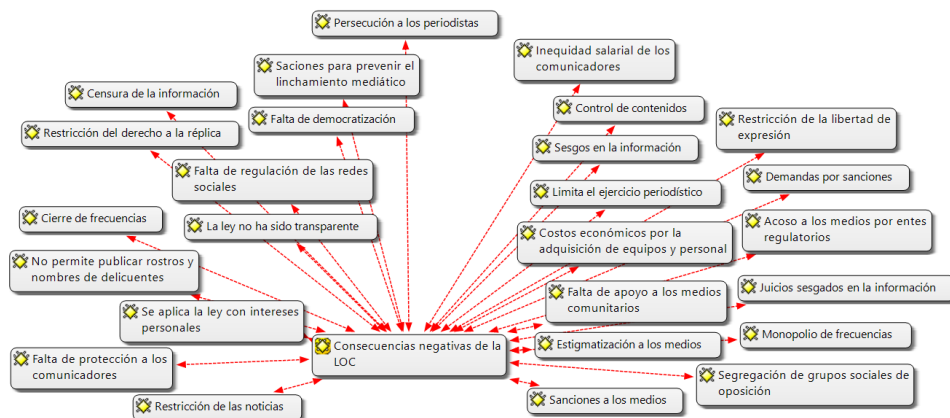 Persecución a los periodistas
Inequidad salarial de los
comunicadores
Saciones para prevenir el
linchamiento mediático
Censura de la información
Control de contenidos
Falta de democratización
Restricción de la libertad de
expresión
Restricción del derecho a la réplica
Sesgos en la información
Falta de regulación de las redes
sociales
Demandas por sanciones
Limita el ejercicio periodístico
Cierre de frecuencias
La ley no ha sido transparente
Costos económicos por la
adquisición de equipos y personal
Acoso a los medios por entes
regulatorios
No permite publicar rostros y
nombres de delicuentes
Falta de apoyo a los medios
comunitarios
Juicios sesgados en la información
Se aplica la ley con intereses
personales
Monopolio de frecuencias
Consecuencias negativas de la
LOC
Estigmatización a los medios
Falta de protección a los
comunicadores
Segregación de grupos sociales de
oposición
Restricción de las noticias
Sanciones a los medios